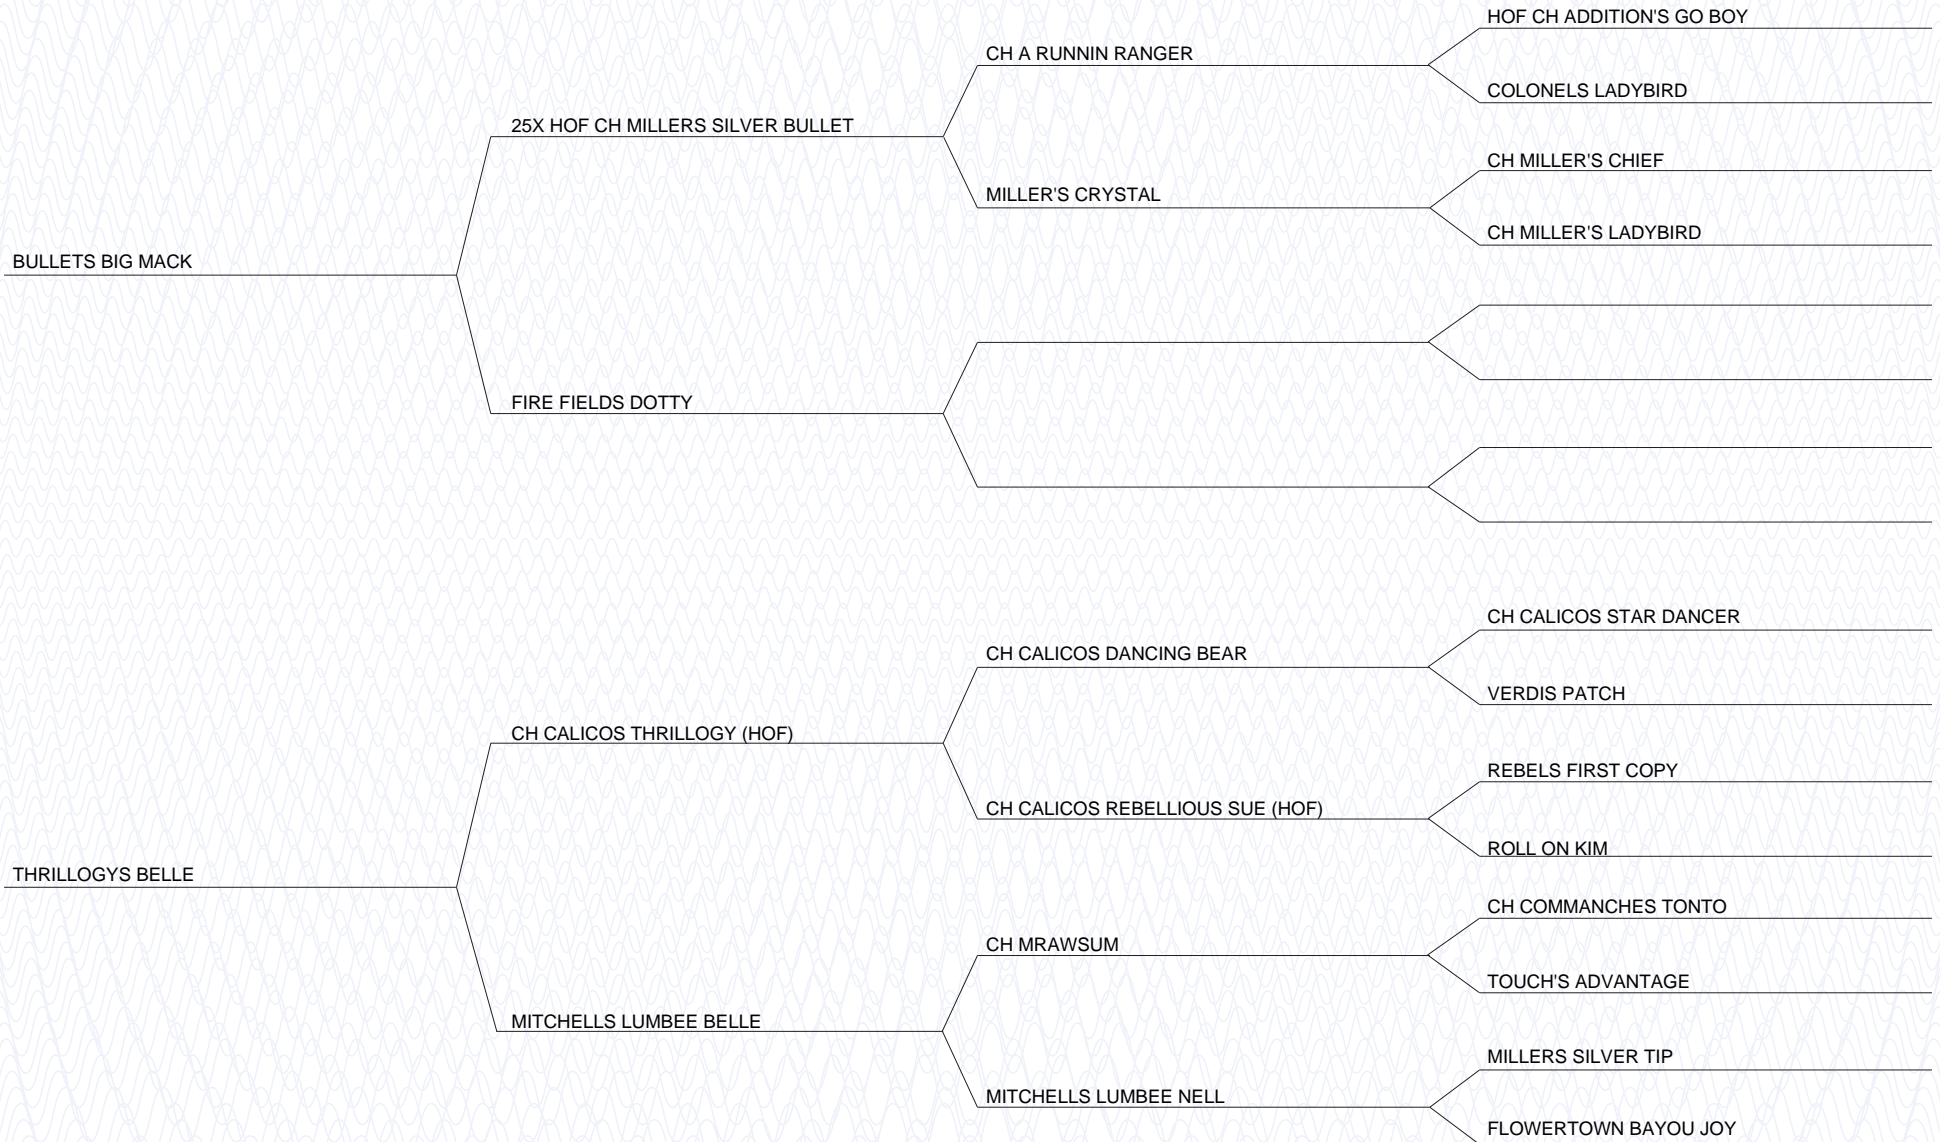 HOF CH ADDITION'S GO BOY
CH A RUNNIN RANGER
COLONELS LADYBIRD
25X HOF CH MILLERS SILVER BULLET
CH MILLER'S CHIEF
MILLER'S CRYSTAL
CH MILLER'S LADYBIRD
BULLETS BIG MACK
FIRE FIELDS DOTTY
CH CALICOS STAR DANCER
CH CALICOS DANCING BEAR
VERDIS PATCH
CH CALICOS THRILLOGY (HOF)
REBELS FIRST COPY
CH CALICOS REBELLIOUS SUE (HOF)
ROLL ON KIM
THRILLOGYS BELLE
CH COMMANCHES TONTO
CH MRAWSUM
TOUCH'S ADVANTAGE
MITCHELLS LUMBEE BELLE
MILLERS SILVER TIP
MITCHELLS LUMBEE NELL
FLOWERTOWN BAYOU JOY